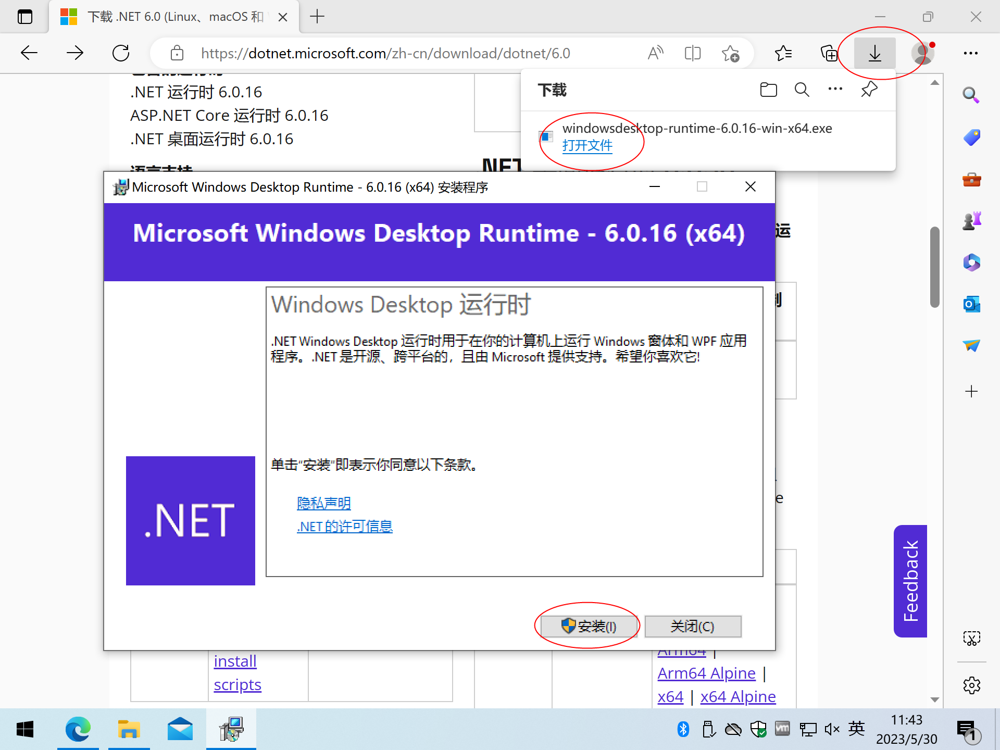 下载 .NET 6.0 (Linux、macOS 和
https://dotnet.microsoft.com/zh-cn/download/dotnet/6.0
.NET 运行时 6.0.16
ASP.NET Core 运行时 6.0.16
.NET 桌面运行时 6.0.16
语言支持
下载
windowsdesktop-runtime-6.0.16-win-x64.exe
打开文件
.NET
Microsoft Windows Desktop Runtime - 6.0.16 (x64) 安装程序
Microsoft Windows Desktop Runtime - 6.0.16 (x64)
运
Windows Desktop 运行时
.NET Windows Desktop 运行时用于在你的计算机上运行 Windows 窗体和 WPF 应用
程序。.NET 是开源、跨平台的，且由 Microsoft 提供支持。希望你喜欢它!
单击"安装"即表示你同意以下条款。
隐私声明
.NET 的许可信息
.NET
e
安装(I)
关闭(C)
Feedback
install
scripts
Arm64 |
Arm64 Alpine |
x64 | x64 Alpine
英
11:43
2023/5/30
1